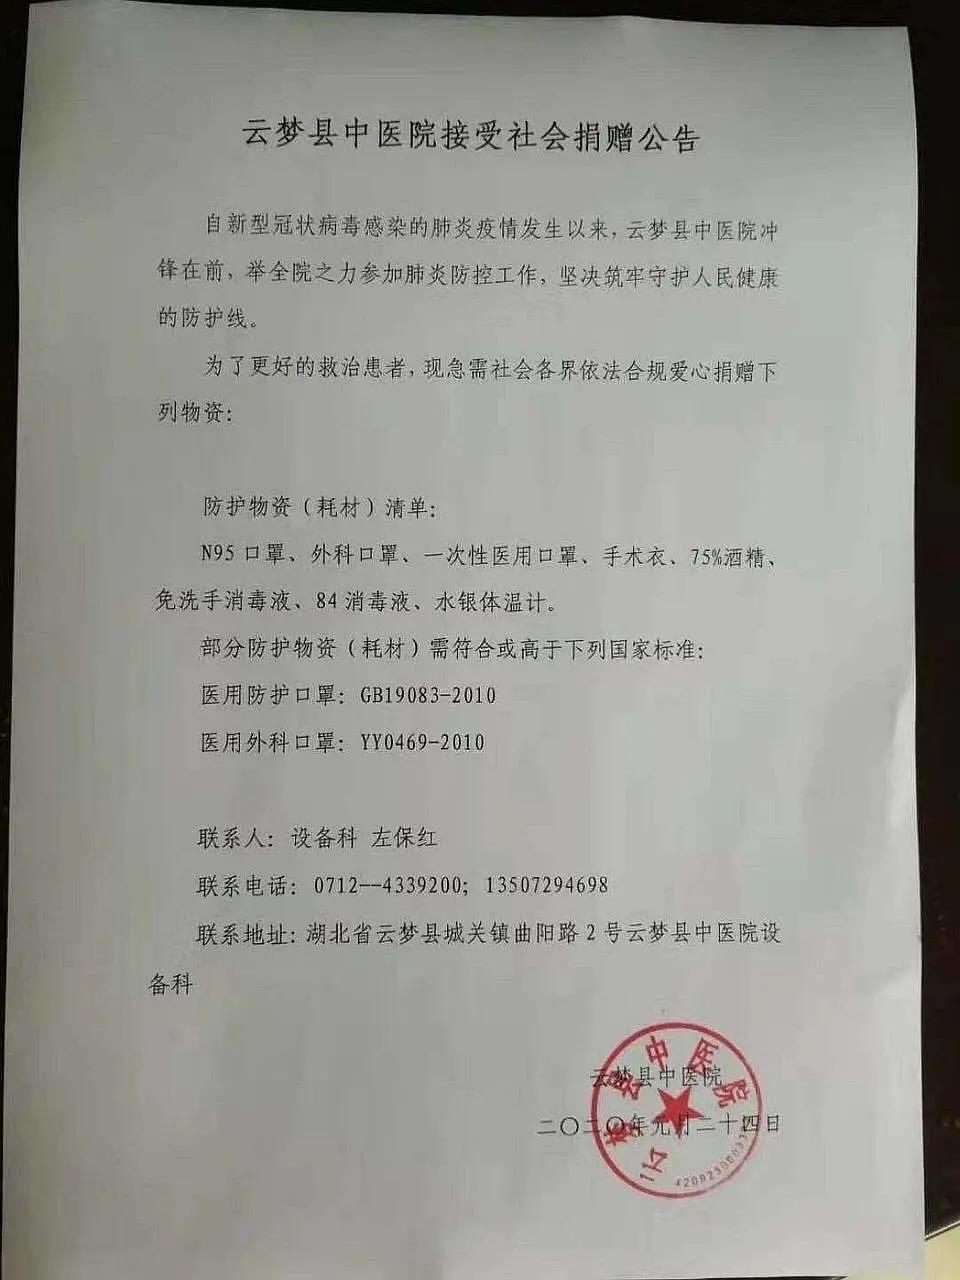 云梦县中医院接受社会捐赠公告
自新型冠状病毒感染的肺炎疫情发生以来，云梦县中医院冲
锋在前，举全院之力参加肺炎防控工作，坚决筑牢守护人民健康
的防护线。
为了更好的救治患者，现急需社会各界依法合规爱心捐赠下
列物资：
防护物资（耗材）清单：
N95 口罩、外科口罩、一次性医用口罩、手术衣、75%酒精、
免洗手消毒液、84 消毒液、水银体温计。
部分防护物资（耗材）需符合或高于下列国家标准：
医用防护口罩：GB19083-2010
医用外科口罩：YY0469-2010
联系人：设备科 左保红
联系电话：0712--4339200；13507294698
联系地址：湖北省云梦县城关镇曲阳路 2 号云梦县中医院设
备科
云梦县中医院
二〇二〇年元月二十四日
云梦县中医院